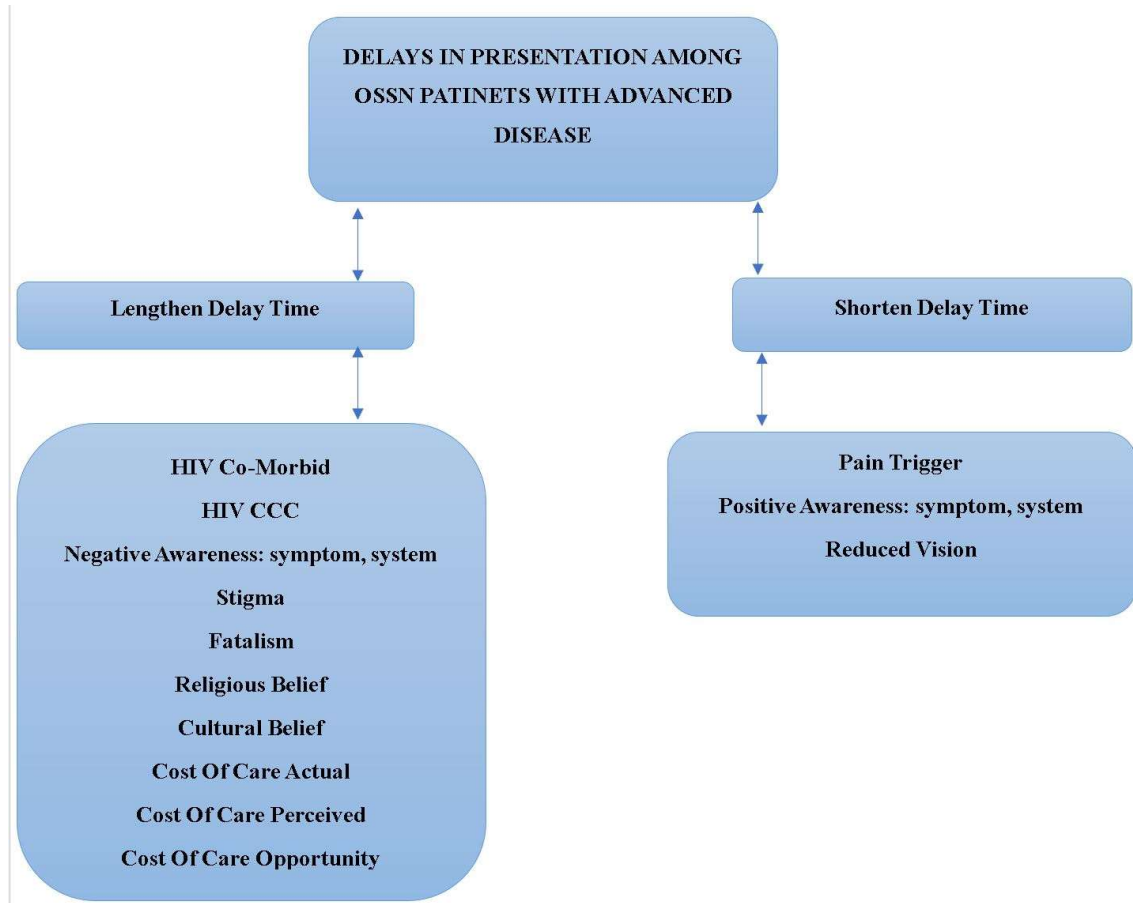 DELAYS IN PRESENTATION AMONG
OSSN PATINETS WITH ADVANCED
DISEASE
Lengthen Delay Time
Shorten Delay Time
HIV Co-Morbid
HIV CCC
Negative Awareness: symptom, system
Stigma
Fatalism
Religious Belief
Cultural Belief
Cost Of Care Actual
Cost Of Care Perceived
Cost Of Care Opportunity
Pain Trigger
Positive Awareness: symptom, system
Reduced Vision